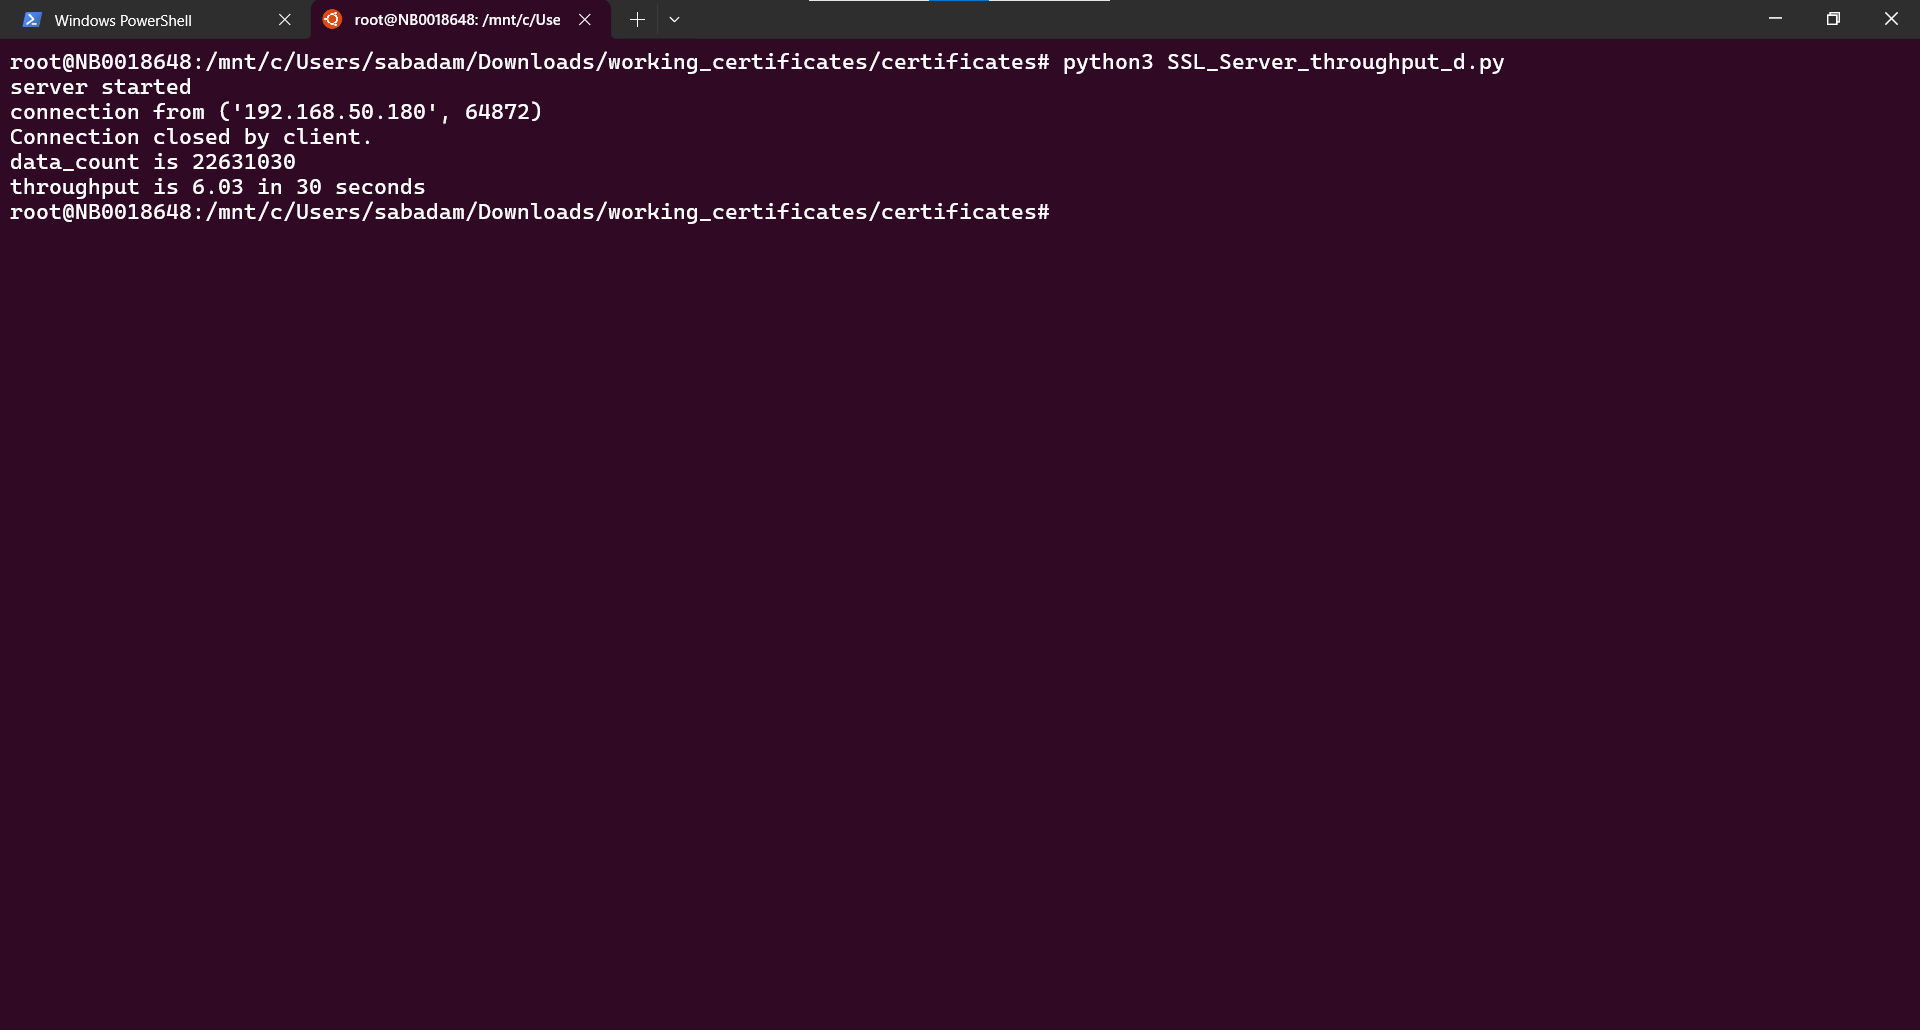 Windows PowerShell
root@NB0018648: /mnt/c/Use
root@NB0018648:/mnt/c/Users/sabadam/Downloads/working_certificates/certificates# python3 SSL_Server_throughput_d.py
server started
connection from ('192.168.50.180', 64872)
Connection closed by client.
data_count is 22631030
throughput is 6.03 in 30 seconds
root@NB0018648:/mnt/c/Users/sabadam/Downloads/working_certificates/certificates#